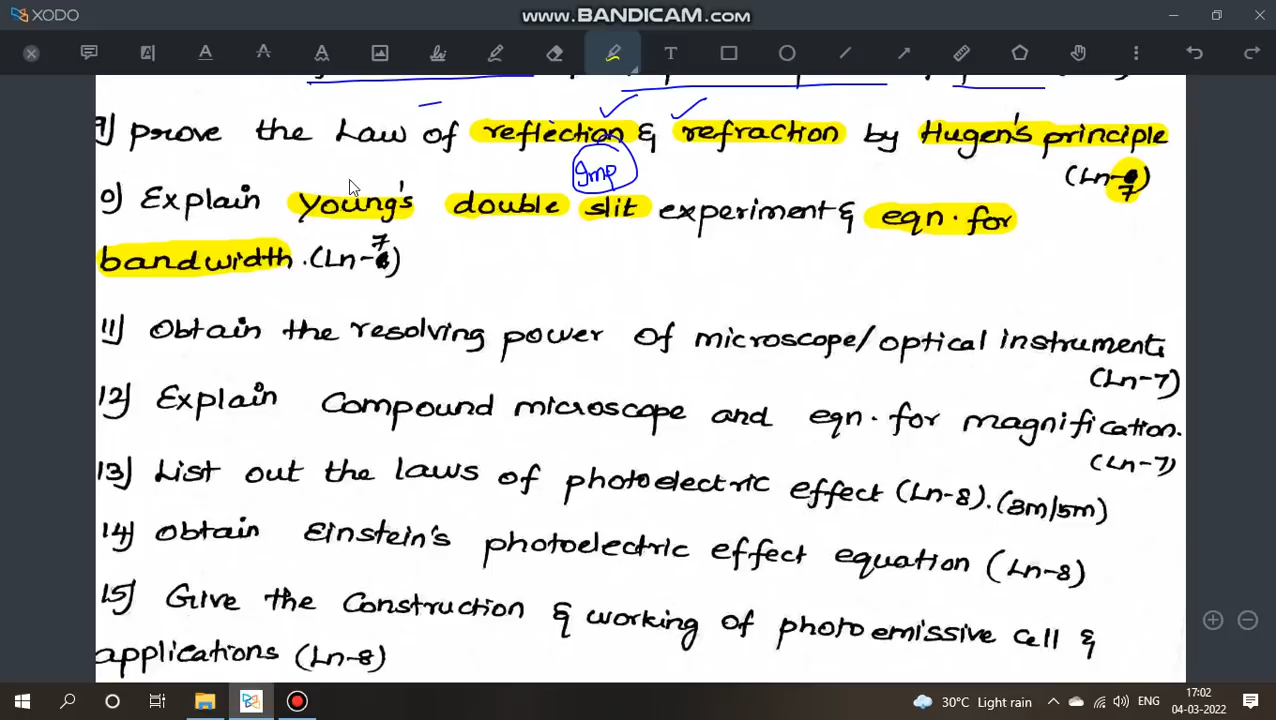 XODO
www.BANDICAM.com
9) prove the Law of reflection & refraction by Hugen's principle
Imp
(Ln-7)
0) Explain Young's double slit experiment & eqn. for
bandwidth. (Ln-7)
11) Obtain the resolving power of microscope/optical instruments
(Ln-7)
12) Explain Compound microscope and eqn. for magnification.
(Ln-7)
13) List out the laws of photoelectric effect (Ln-8). (3m/5m)
14) Obtain Einstein's photoelectric effect equation (Ln-8)
15) Give the Construction & working of photo emissive cell &
applications (Ln-8)
30°C Light rain
ENG
17:02
04-03-2022